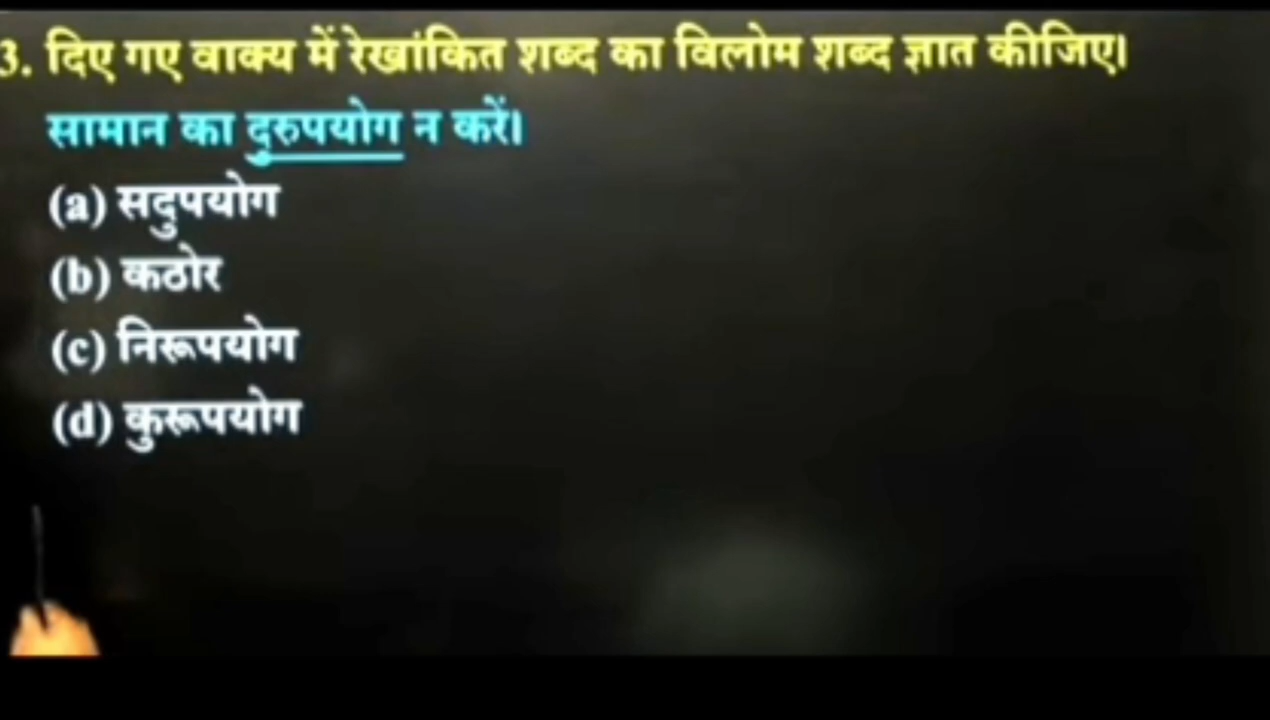 3. दिए गए वाक्य में रेखांकित शब्द का विलोम शब्द ज्ञात कीजिए।
सामान का दुरुपयोग न करें।
(a) सदुपयोग
(b) कठोर
(c) निरूपयोग
(d) कुरूपयोग